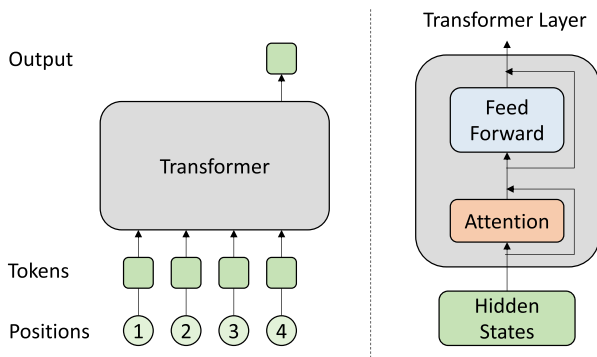 Output
Transformer
Tokens
Positions
1 2 3 4
Transformer Layer
Feed
Forward
Attention
Hidden
States